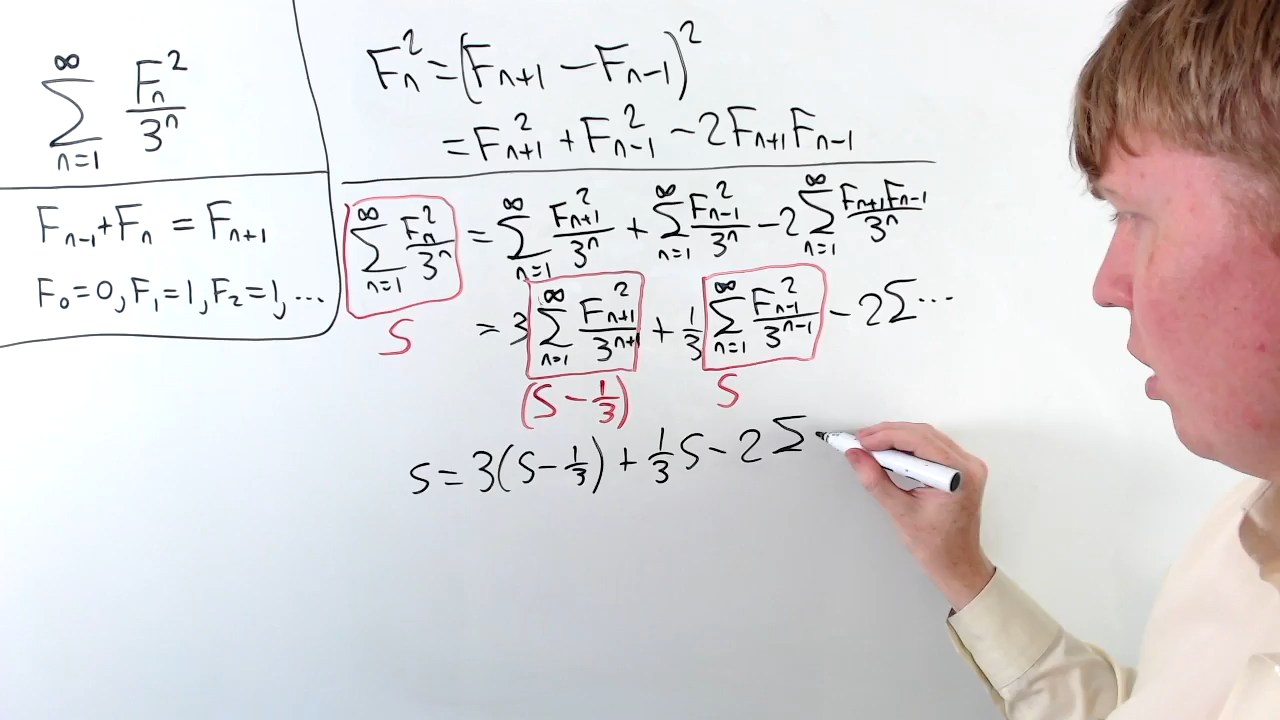 ∑_{n=1}^{∞} F_n^2 / 3^n
F_{n-1} + F_n = F_{n+1}
F_0 = 0, F_1 = 1, F_2 = 1, ...
F_n^2 = (F_{n+1} − F_{n-1})^2
= F_{n+1}^2 + F_{n-1}^2 − 2F_{n+1}F_{n-1}
∑_{n=1}^{∞} F_n^2 / 3^n = ∑_{n=1}^{∞} F_{n+1}^2 / 3^n + ∑_{n=1}^{∞} F_{n-1}^2 / 3^n − 2∑_{n=1}^{∞} F_{n+1}F_{n-1} / 3^n
S = 3 ∑_{n=1}^{∞} F_{n+1}^2 / 3^{n+1} + 1/3 ∑_{n=1}^{∞} F_{n-1}^2 / 3^{n-1} − 2∑ ...
(S − 1/3) S
S = 3(S − 1/3) + 1/3 S − 2∑